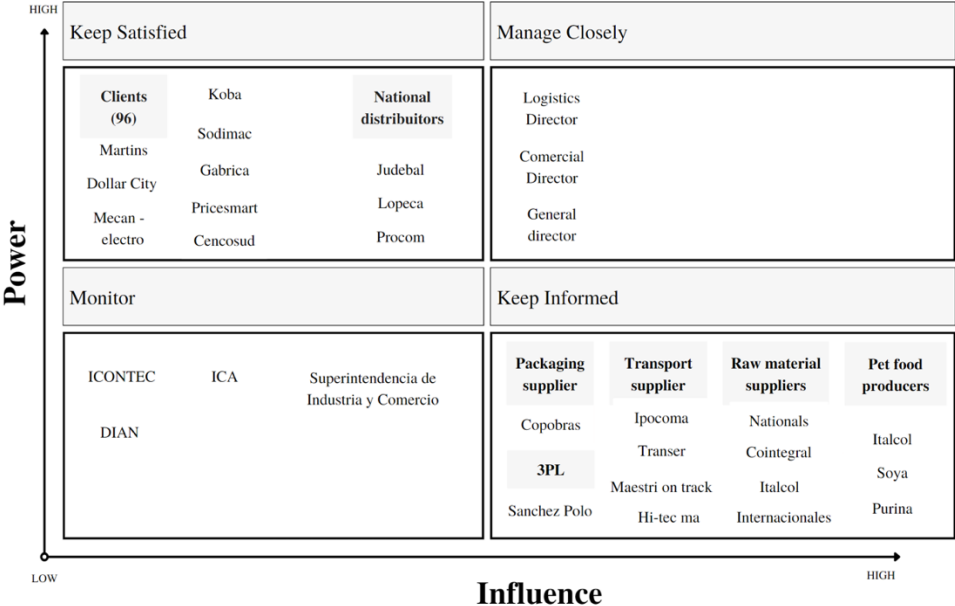 HIGH
Keep Satisfied
Manage Closely
Clients
(96)
Martins
Dollar City
Mecan -
electro
Koba
Sodimac
Gabrica
Pricesmart
Cencosud
National
distribuitors
Judebal
Lopeca
Procom
Logistics
Director
Comercial
Director
General
director
Power
Monitor
Keep Informed
ICONTEC
DIAN
ICA
Superintendencia de
Industria y Comercio
Packaging
supplier
Copobras
3PL
Sanchez Polo
Transport
supplier
Ipocoma
Transer
Maestri on track
Hi-tec ma
Raw material
suppliers
Nationals
Cointegral
Italcol
Internacionales
Pet food
producers
Italcol
Soya
Purina
LOW
HIGH
Influence